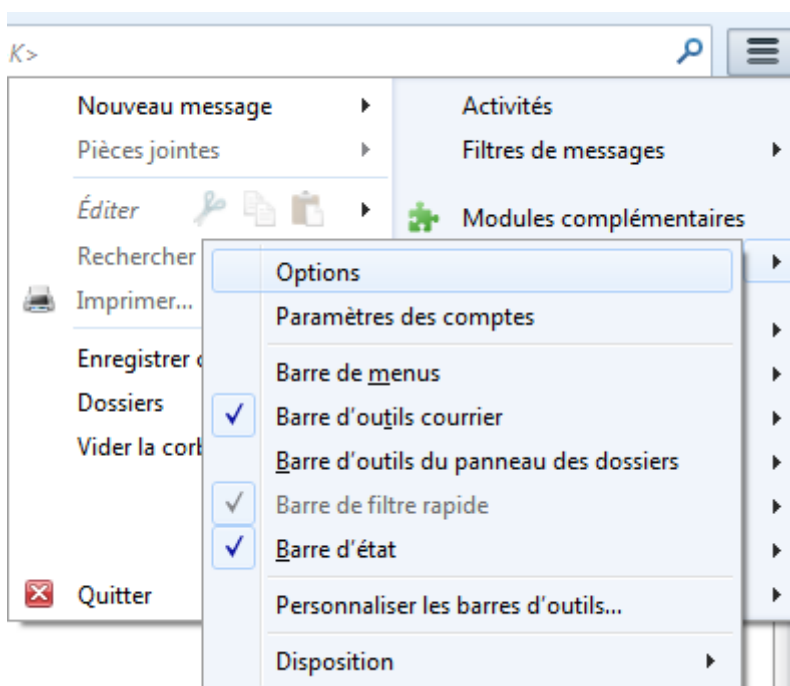 K>
Nouveau message
Pièces jointes
Éditer
Rechercher
Imprimer...
Enregistrer
Dossiers
Vider la
Quitter
Activités
Filtres de messages
Modules complémentaires
Options
Paramètres des comptes
Barre de menus
Barre d'outils courrier
Barre d'outils du panneau des dossiers
Barre de filtre rapide
Barre d'état
Personnaliser les barres d'outils...
Disposition